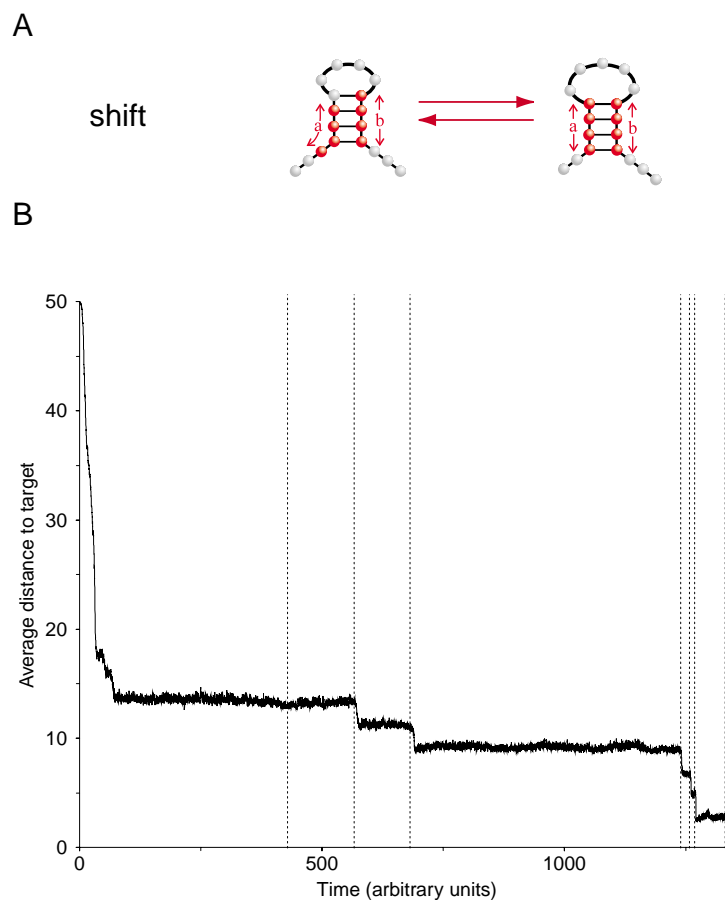 A
shift
a b a b
B
50
40
30
20
10
0
Average distance to target
0 500 1000
Time (arbitrary units)